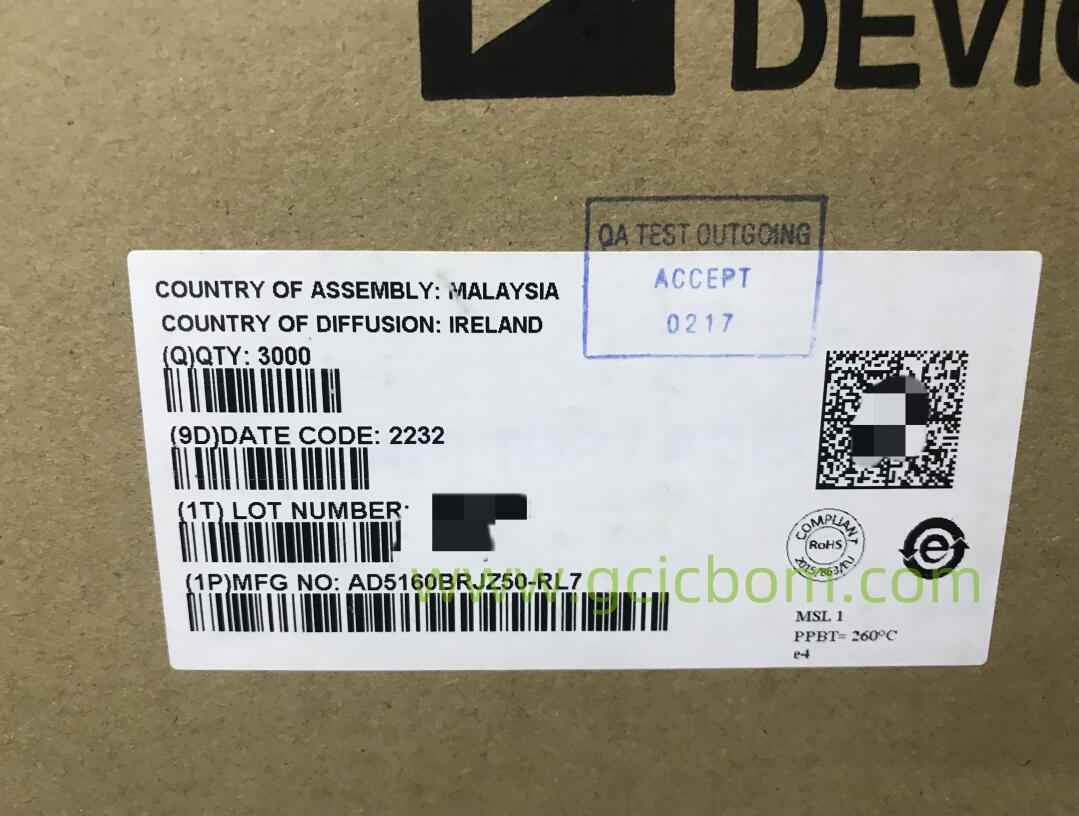 DEVIC
QA TEST OUTGOING
ACCEPT
0217
COUNTRY OF ASSEMBLY: MALAYSIA
COUNTRY OF DIFFUSION: IRELAND
(Q)QTY: 3000
(9D)DATE CODE: 2232
(1T) LOT NUMBER:
(1P)MFG NO: AD5160BRJZ50-RL7
www.gcicbom.com
COMPLIANT
RoHS
2015/863/EU
e
MSL 1
PPBT= 260°C
e4